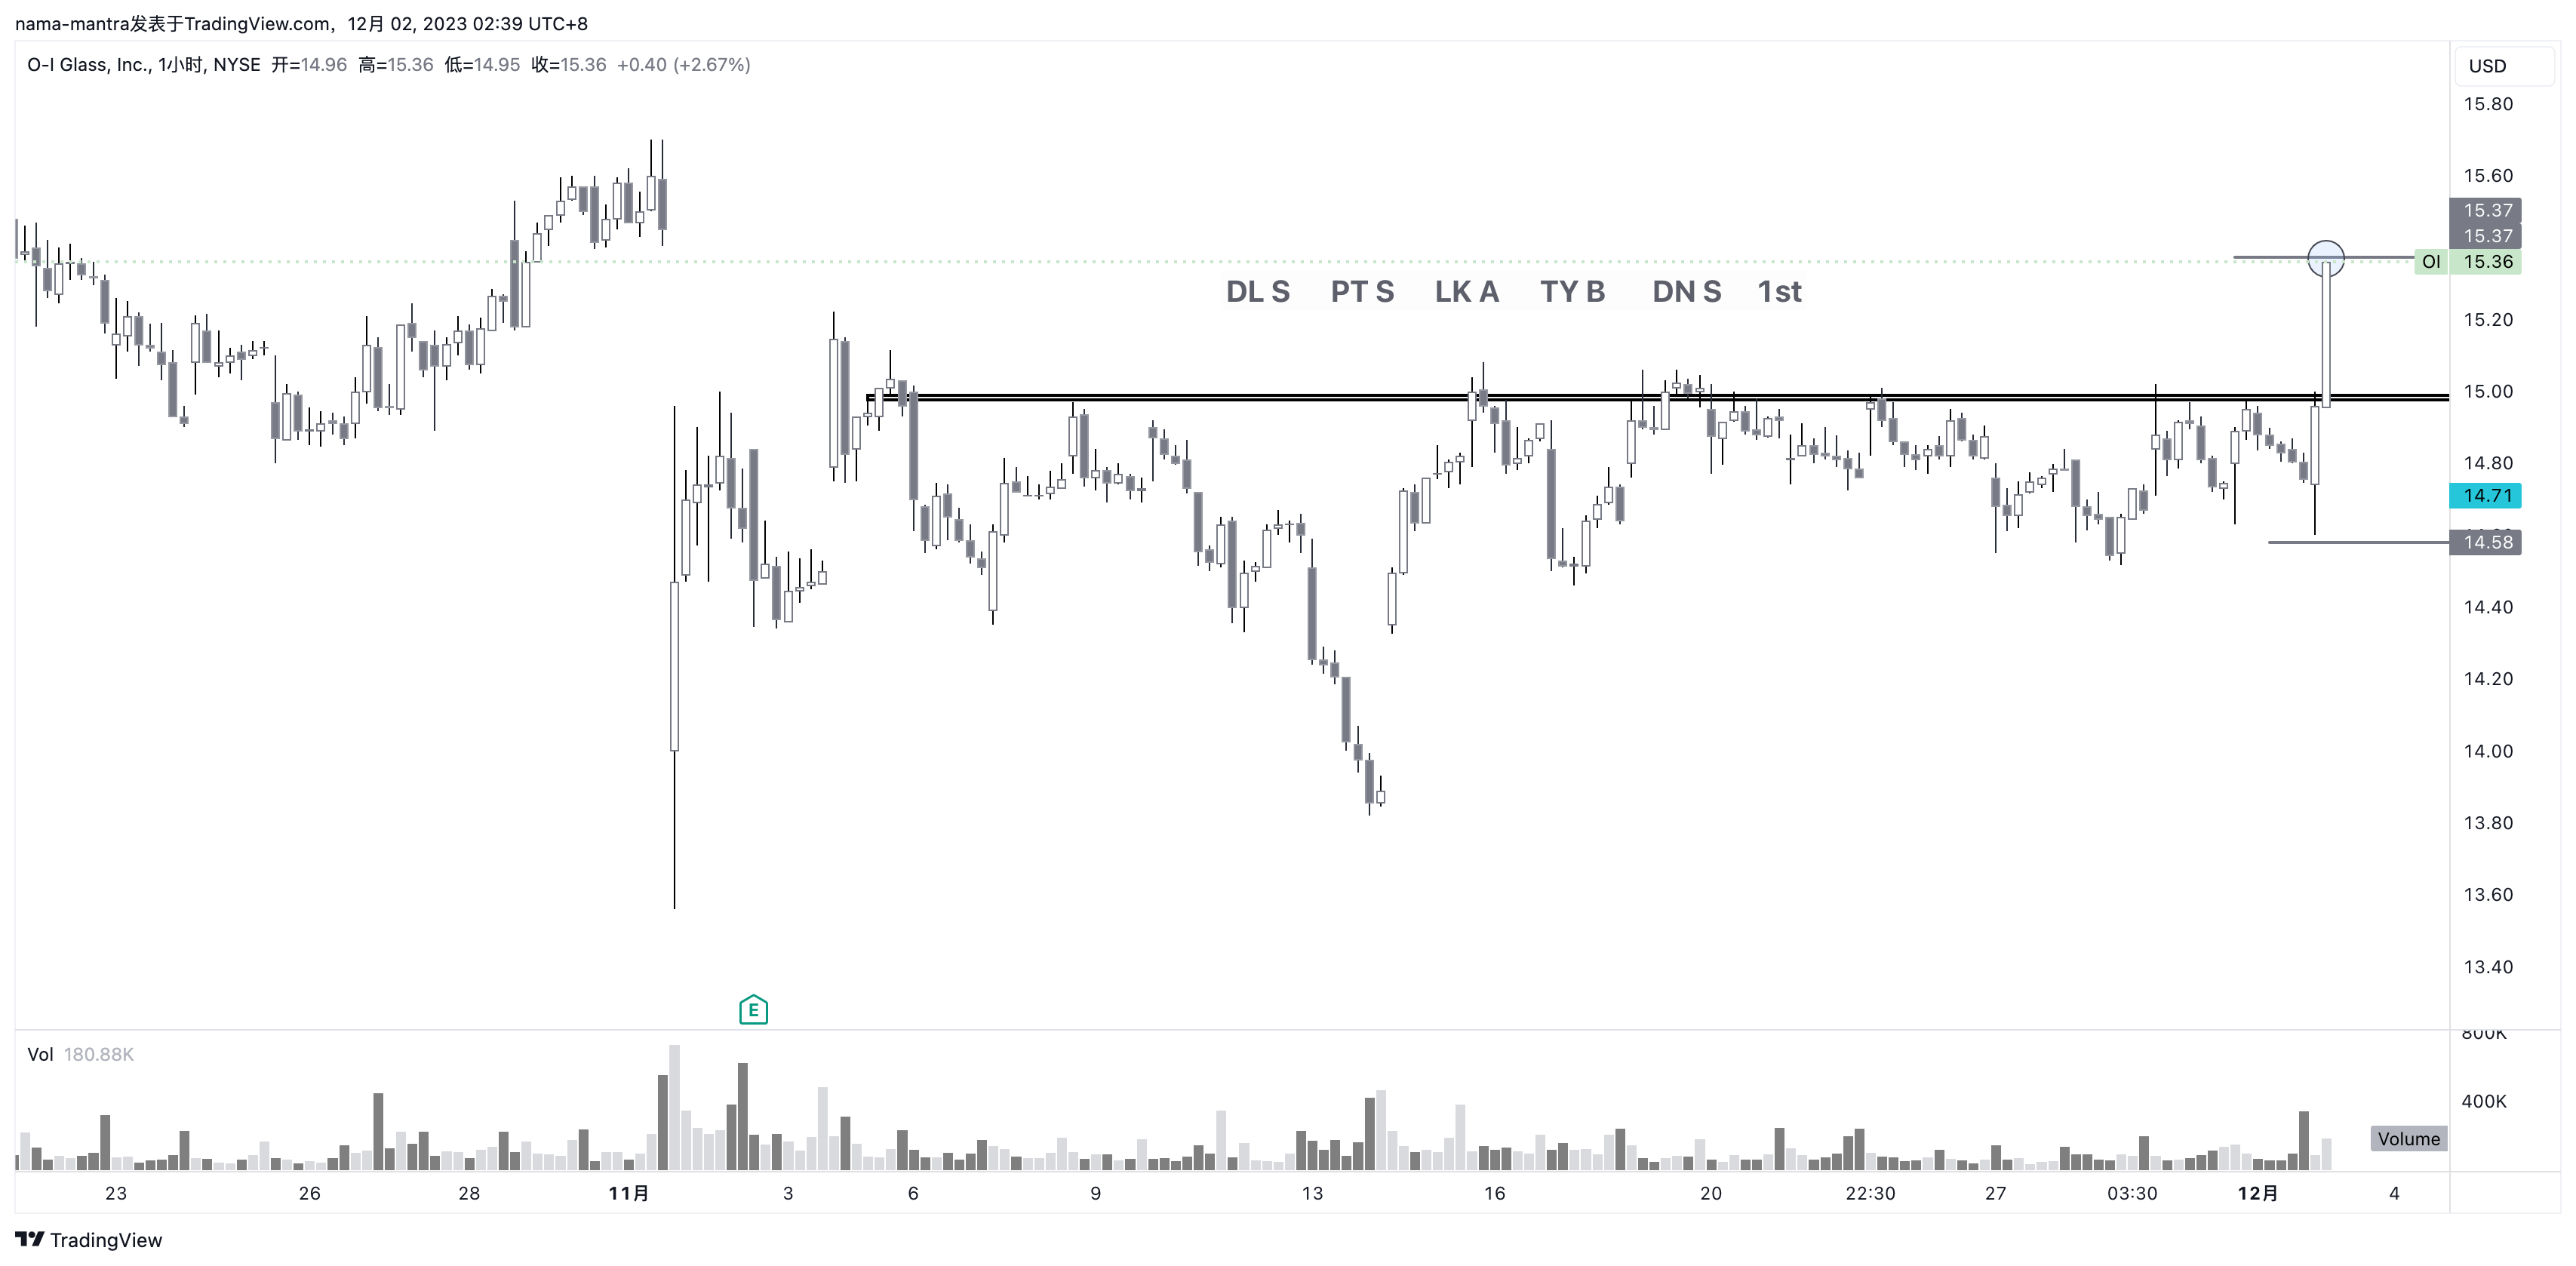 nama-mantra发表于TradingView.com, 12月 02, 2023 02:39 UTC+8
O-I Glass, Inc., 1小时, NYSE 开=14.96 高=15.36 低=14.95 收=15.36 +0.40 (+2.67%)
USD
15.80
15.60
15.37
15.37
OI 15.36
DL S PT S LK A TY B DN S 1st
15.20
15.00
14.80
14.71
14.58
14.40
14.20
14.00
13.80
13.60
13.40
E
Vol 180.88K
800K
400K
Volume
23 26 28 11月 3 6 9 13 16 20 22:30 27 03:30 12月 4
TradingView